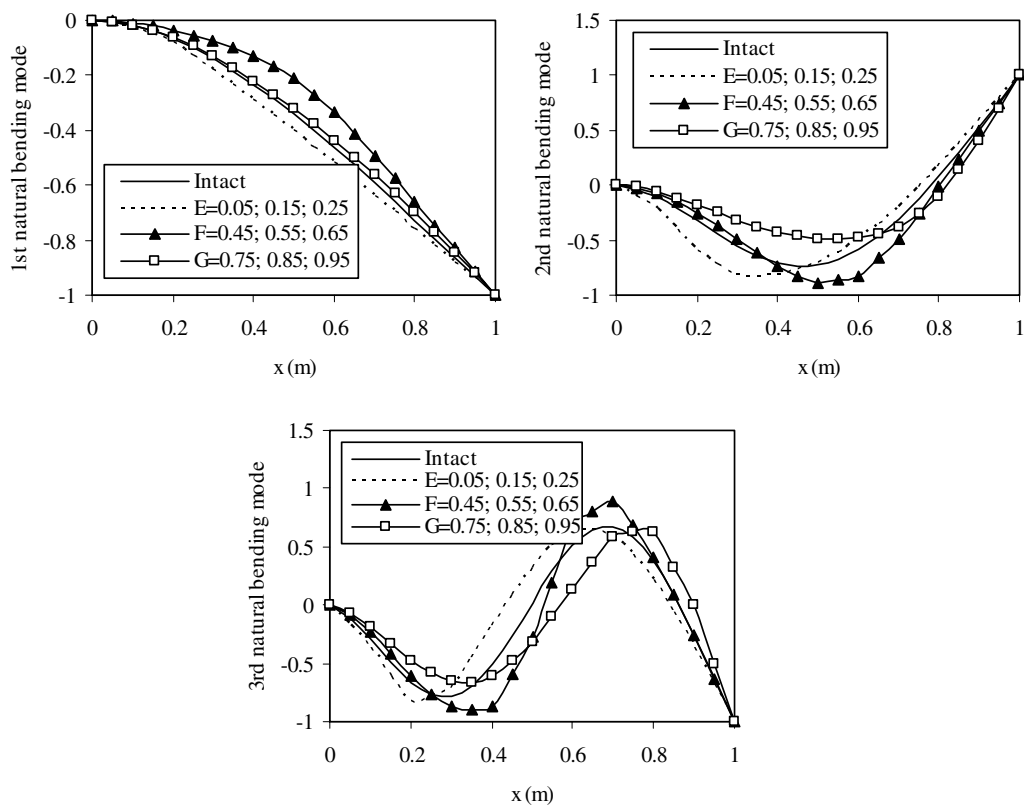 1st natural bending mode
0
-0.2
-0.4
-0.6
-0.8
-1
Intact
E=0.05; 0.15; 0.25
F=0.45; 0.55; 0.65
G=0.75; 0.85; 0.95
0 0.2 0.4 0.6 0.8 1
x (m)
2nd natural bending mode
1.5
1
0.5
0
-0.5
-1
Intact
E=0.05; 0.15; 0.25
F=0.45; 0.55; 0.65
G=0.75; 0.85; 0.95
0 0.2 0.4 0.6 0.8 1
x (m)
3rd natural bending mode
1.5
1
0.5
0
-0.5
-1
Intact
E=0.05; 0.15; 0.25
F=0.45; 0.55; 0.65
G=0.75; 0.85; 0.95
0 0.2 0.4 0.6 0.8 1
x (m)